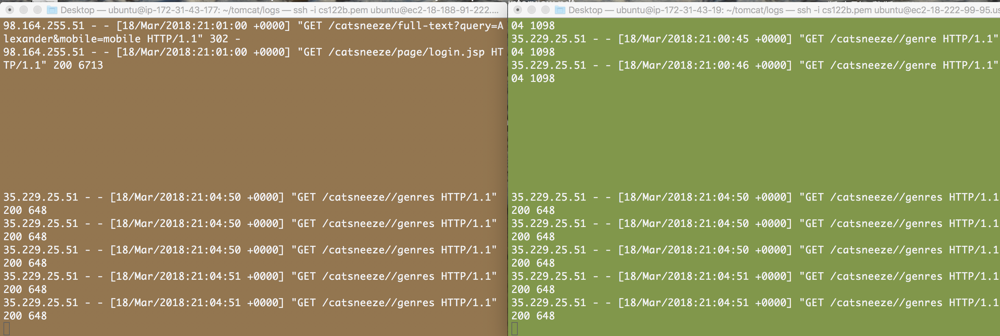 Desktop — ubuntu@ip-172-31-43-177: ~/tomcat/logs — ssh -i cs122b.pem ubuntu@ec2-18-188-91-222....
98.164.255.51 - - [18/Mar/2018:21:01:00 +0000] "GET /catsneeze/full-text?query=A
lexander&mobile=mobile HTTP/1.1" 302 -
98.164.255.51 - - [18/Mar/2018:21:01:00 +0000] "GET /catsneeze/page/login.jsp HT
TP/1.1" 200 6713
35.229.25.51 - - [18/Mar/2018:21:04:50 +0000] "GET /catsneeze//genres HTTP/1.1"
200 648
35.229.25.51 - - [18/Mar/2018:21:04:50 +0000] "GET /catsneeze//genres HTTP/1.1"
200 648
35.229.25.51 - - [18/Mar/2018:21:04:50 +0000] "GET /catsneeze//genres HTTP/1.1"
200 648
35.229.25.51 - - [18/Mar/2018:21:04:51 +0000] "GET /catsneeze//genres HTTP/1.1"
200 648
35.229.25.51 - - [18/Mar/2018:21:04:51 +0000] "GET /catsneeze//genres HTTP/1.1"
200 648
interview.pdf
Desktop — ubuntu@ip-172-31-43-19: ~/tomcat/logs — ssh -i cs122b.pem ubuntu@ec2-18-222-99-95.us
04 1098
35.229.25.51 - - [18/Mar/2018:21:00:45 +0000] "GET /catsneeze//genre HTTP/1.1"
04 1098
35.229.25.51 - - [18/Mar/2018:21:00:46 +0000] "GET /catsneeze//genre HTTP/1.1"
04 1098
35.229.25.51 - - [18/Mar/2018:21:04:50 +0000] "GET /catsneeze//genres HTTP/1.1
200 648
35.229.25.51 - - [18/Mar/2018:21:04:50 +0000] "GET /catsneeze//genres HTTP/1.1
200 648
35.229.25.51 - - [18/Mar/2018:21:04:50 +0000] "GET /catsneeze//genres HTTP/1.1
200 648
35.229.25.51 - - [18/Mar/2018:21:04:51 +0000] "GET /catsneeze//genres HTTP/1.1
200 648
35.229.25.51 - - [18/Mar/2018:21:04:51 +0000] "GET /catsneeze//genres HTTP/1.1
200 648